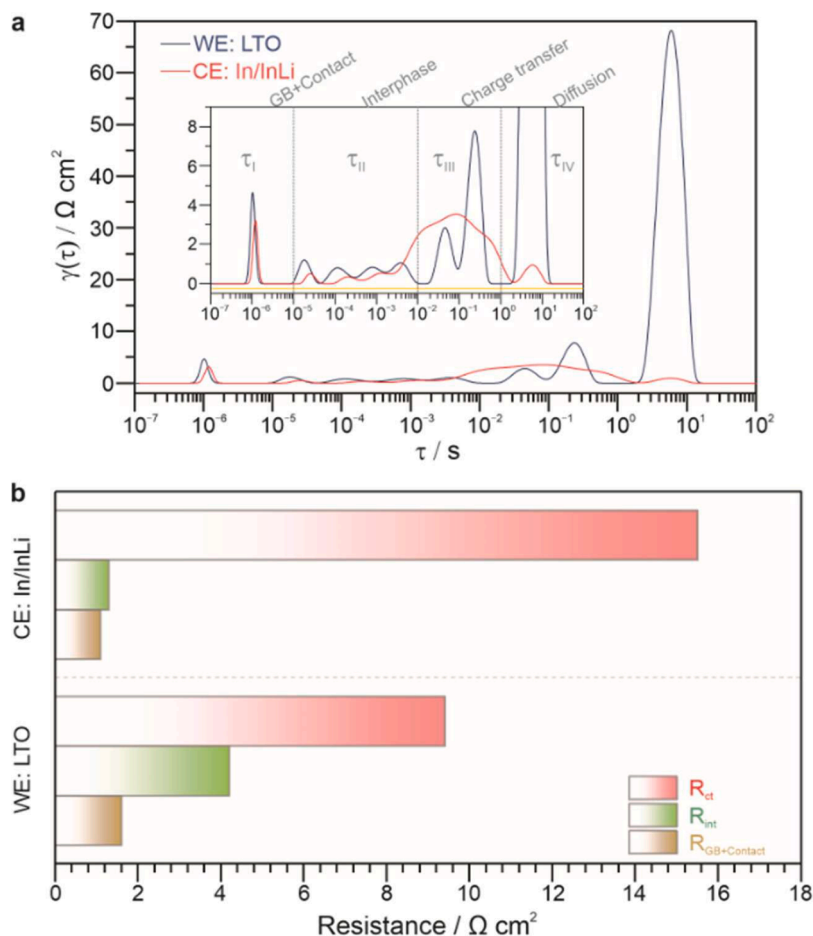 a
WE: LTO
CE: In/InLi
GB+Contact
Interphase
Charge transfer
Diffusion
τI
τII
τIII
τIV
8
6
4
2
0
10⁻⁷ 10⁻⁶ 10⁻⁵ 10⁻⁴ 10⁻³ 10⁻² 10⁻¹ 10⁰ 10¹ 10²
70
60
50
40
30
20
10
0
γ(τ) / Ω cm²
10⁻⁷ 10⁻⁶ 10⁻⁵ 10⁻⁴ 10⁻³ 10⁻² 10⁻¹ 10⁰ 10¹ 10²
τ / s
b
CE: In/InLi
WE: LTO
Rct
Rint
RGB+Contact
0 2 4 6 8 10 12 14 16 18
Resistance / Ω cm²